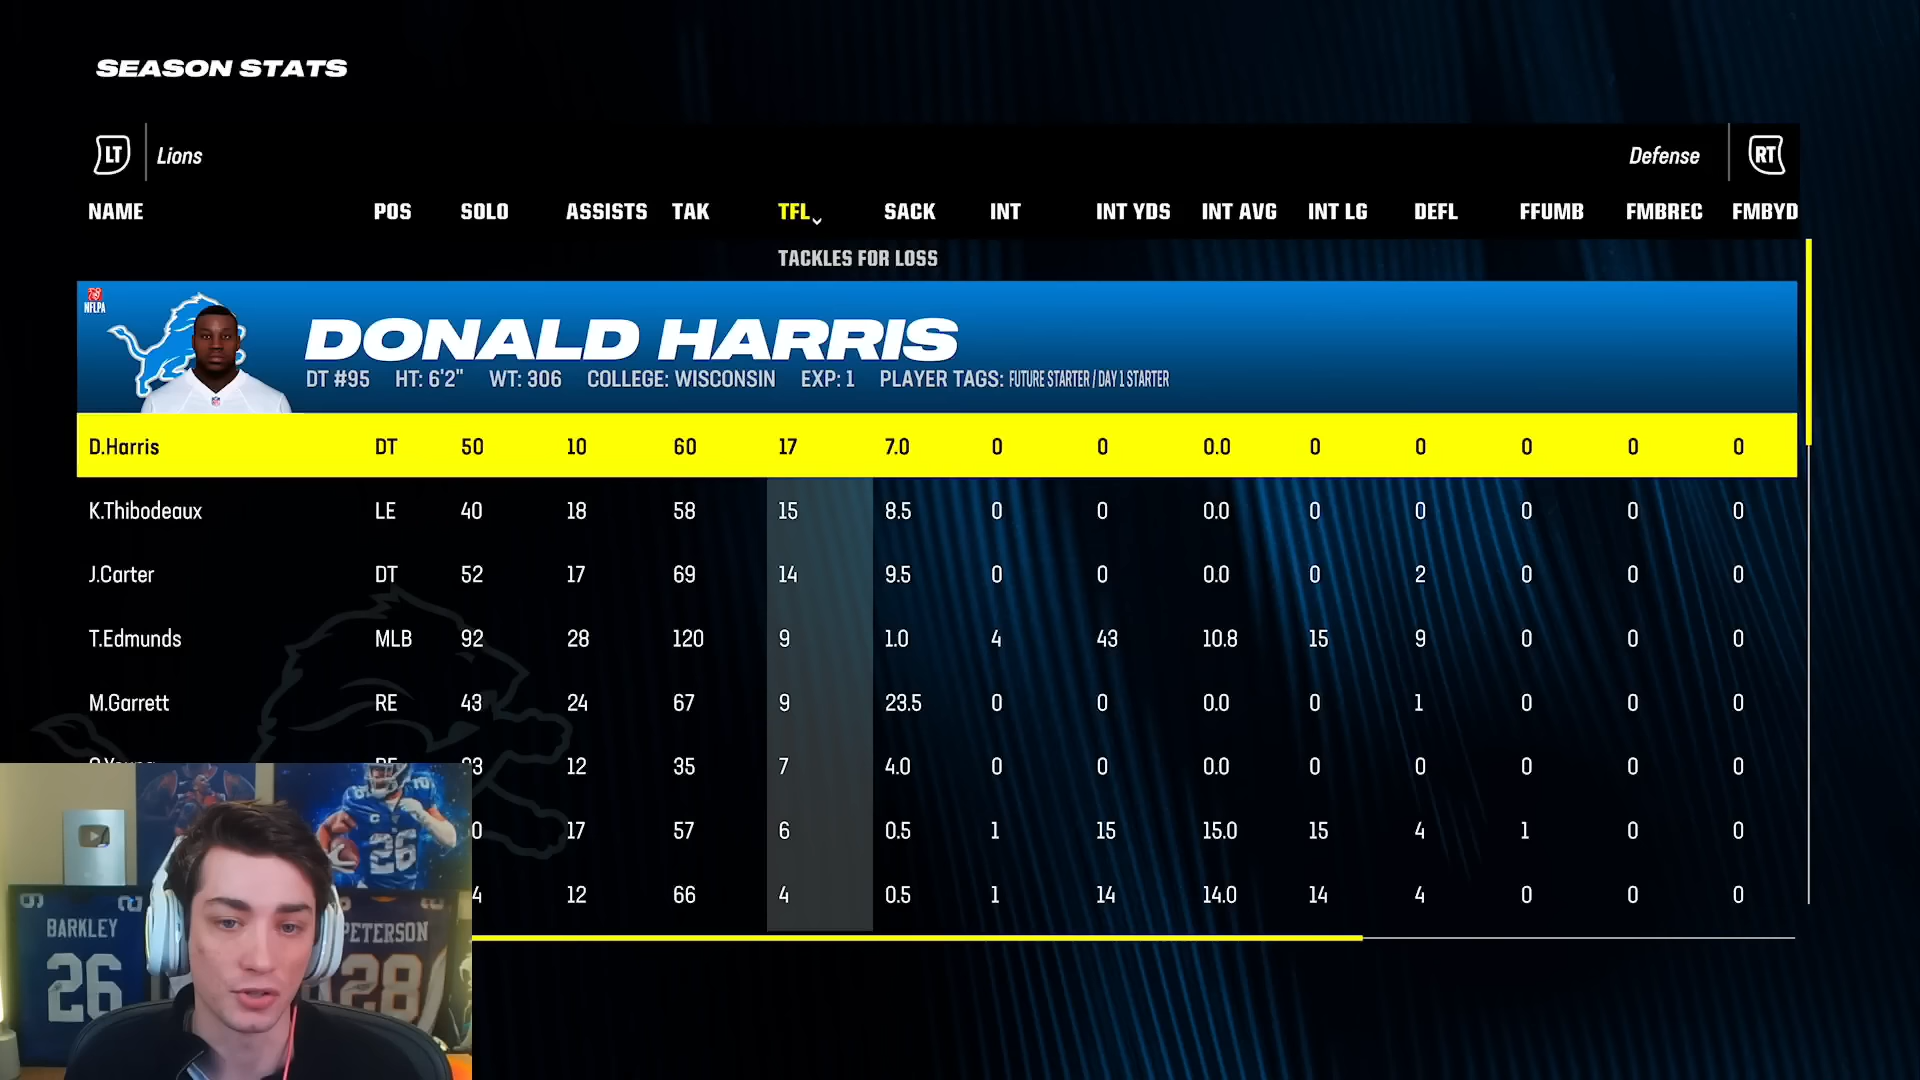 SEASON STATS
LT Lions Defense RT
NAME POS SOLO ASSISTS TAK TFL SACK INT INT YDS INT AVG INT LG DEFL FFUMB FMBREC FMBYD
TACKLES FOR LOSS
NFLPA
DONALD HARRIS
DT #95 HT: 6'2" WT: 306 COLLEGE: WISCONSIN EXP: 1 PLAYER TAGS: FUTURE STARTER / DAY 1 STARTER
D.Harris DT 50 10 60 17 7.0 0 0 0.0 0 0 0 0 0
K.Thibodeaux LE 40 18 58 15 8.5 0 0 0.0 0 0 0 0 0
J.Carter DT 52 17 69 14 9.5 0 0 0.0 0 2 0 0 0
T.Edmunds MLB 92 28 120 9 1.0 4 43 10.8 15 9 0 0 0
M.Garrett RE 43 24 67 9 23.5 0 0 0.0 0 1 0 0 0
12 35 7 4.0 0 0 0.0 0 0 0 0 0
17 57 6 0.5 1 15 15.0 15 4 1 0 0
12 66 4 0.5 1 14 14.0 14 4 0 0 0
26
BARKLEY
26
PETERSON
28